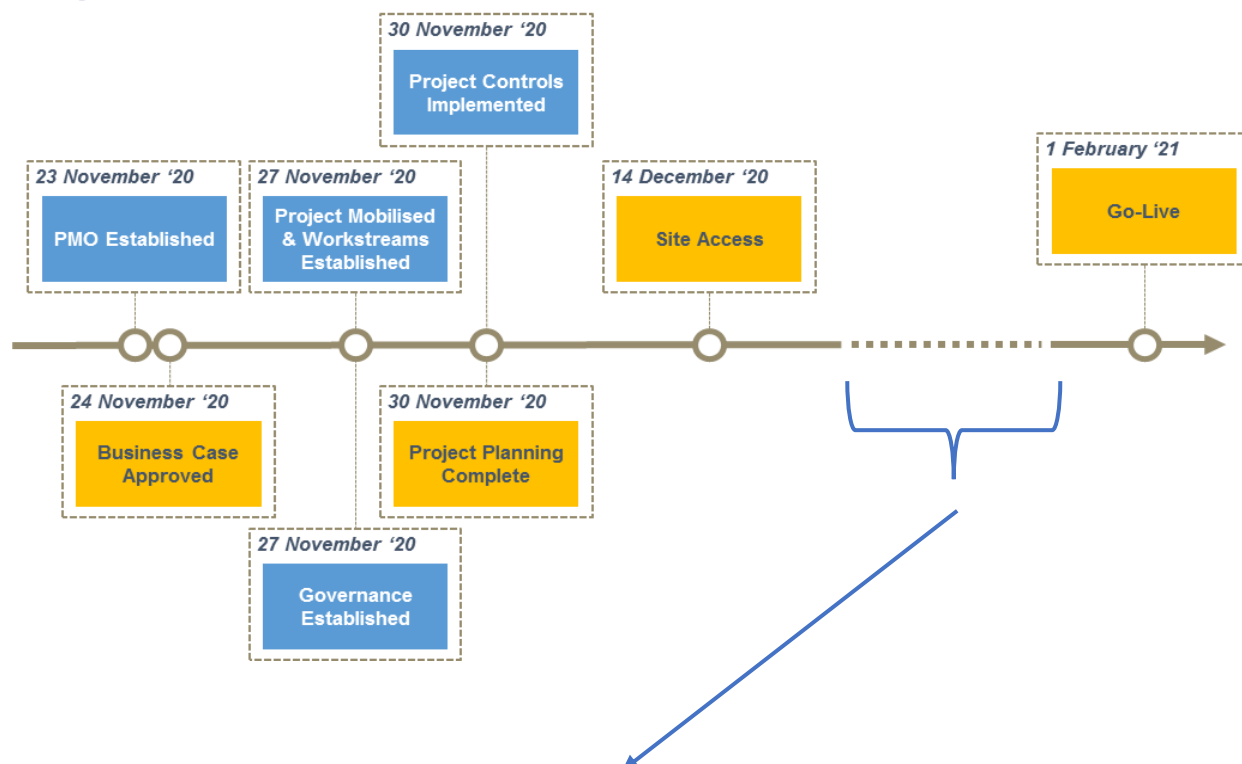 30 November ‘20
Project Controls
Implemented
23 November ‘20
PMO Established
27 November ‘20
Project Mobilised
& Workstreams
Established
14 December ‘20
Site Access
1 February ‘21
Go-Live
24 November ‘20
Business Case
Approved
30 November ‘20
Project Planning
Complete
27 November ‘20
Governance
Established